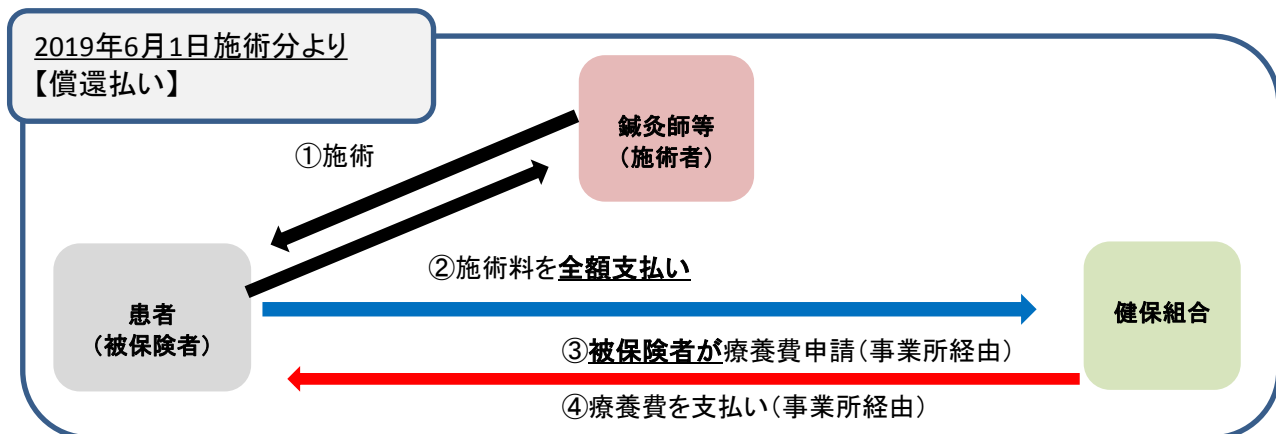 2019年6月1日施術分より
【償還払い】
鍼灸師等
(施術者)
①施術
②施術料を全額支払い
患者
(被保険者)
健保組合
③被保険者が療養費申請(事業所経由)
④療養費を支払い(事業所経由)